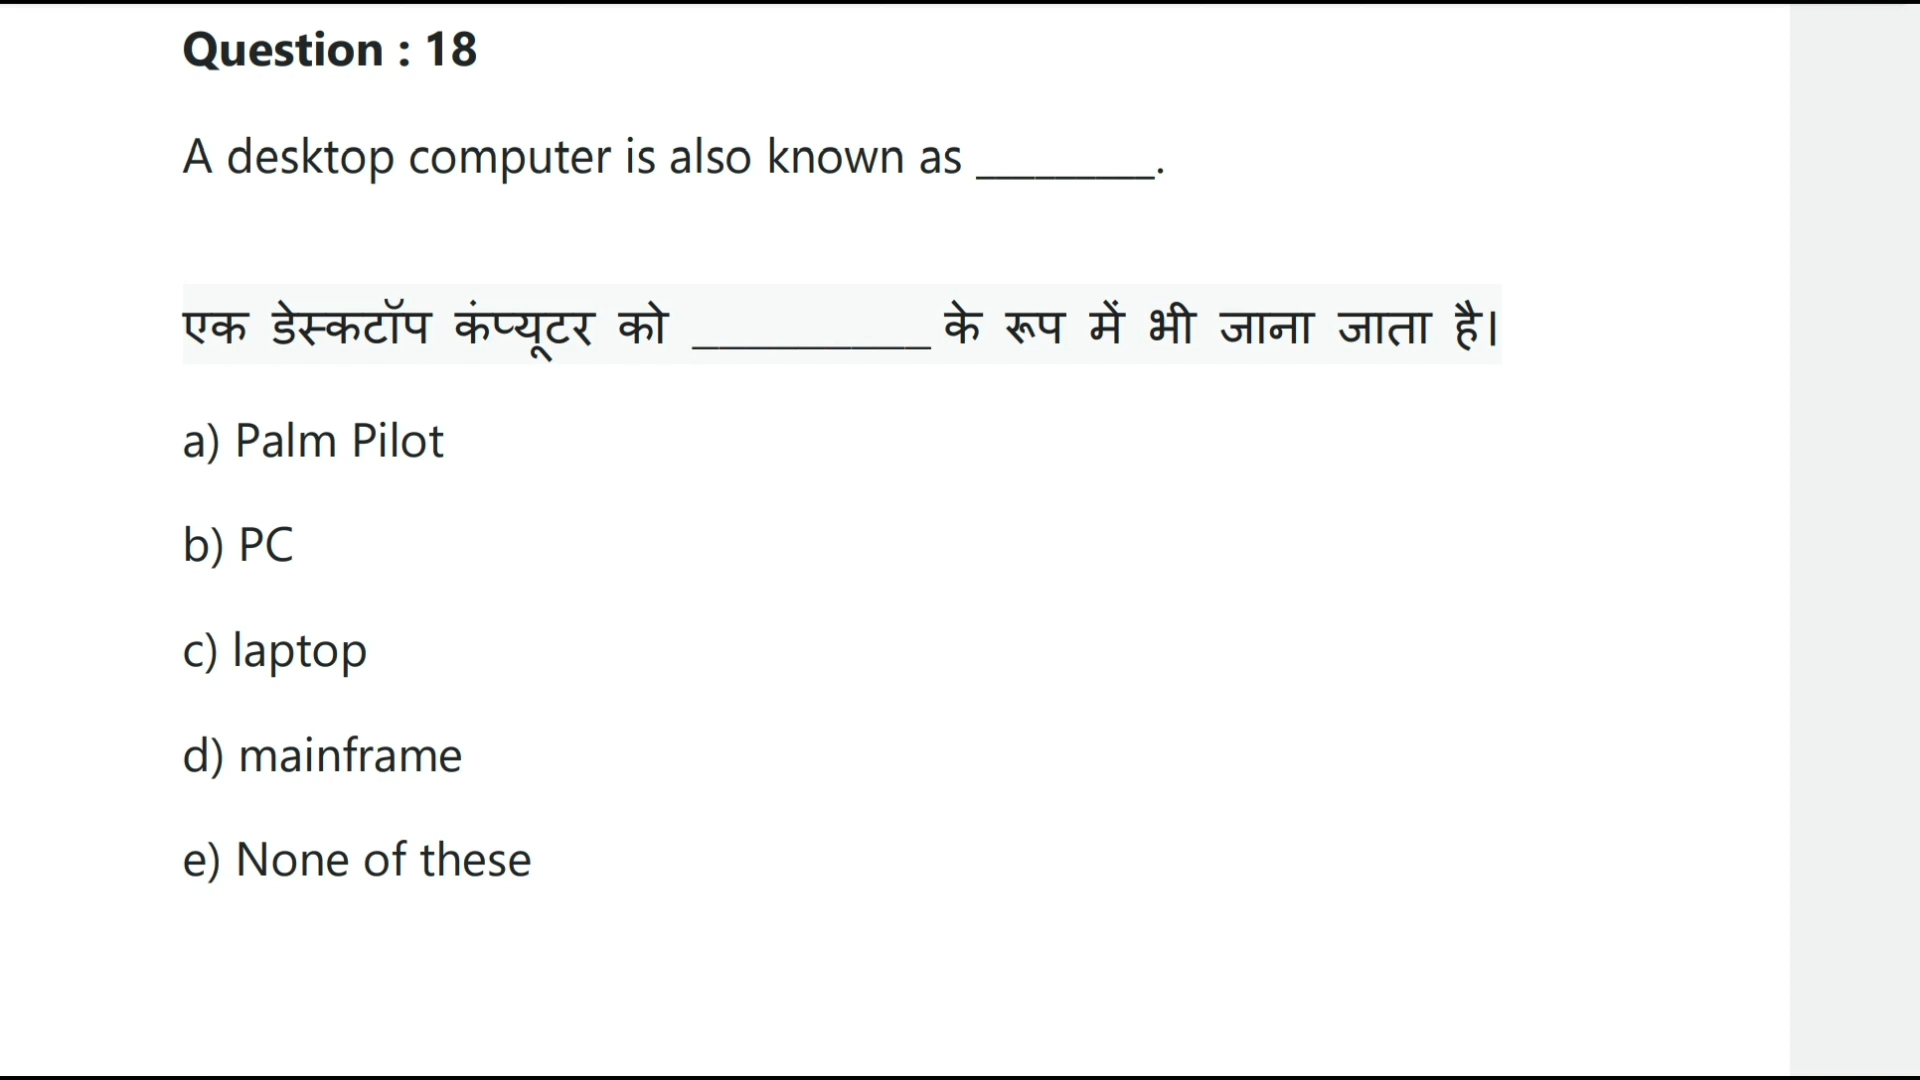 Question : 18
A desktop computer is also known as _________.
एक डेस्कटॉप कंप्यूटर को __________ के रूप में भी जाना जाता है।
a) Palm Pilot
b) PC
c) laptop
d) mainframe
e) None of these